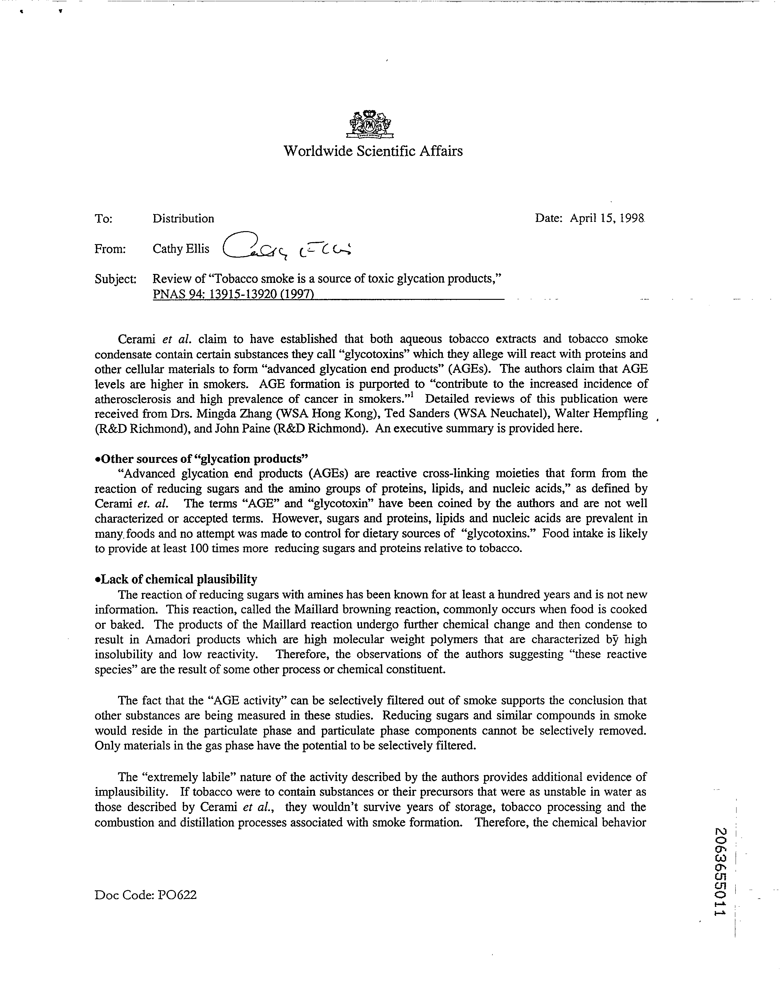 Worldwide Scientific Affairs
To: Distribution Date: April 15, 1998
From: Cathy Ellis Cathy Ellis
Subject: Review of “Tobacco smoke is a source of toxic glycation products,”
PNAS 94: 13915-13920 (1997)
Cerami et al. claim to have established that both aqueous tobacco extracts and tobacco smoke
condensate contain certain substances they call “glycotoxins” which they allege will react with proteins and
other cellular materials to form “advanced glycation end products” (AGEs). The authors claim that AGE
levels are higher in smokers. AGE formation is purported to “contribute to the increased incidence of
atherosclerosis and high prevalence of cancer in smokers.”1 Detailed reviews of this publication were
received from Drs. Mingda Zhang (WSA Hong Kong), Ted Sanders (WSA Neuchatel), Walter Hempfling
(R&D Richmond), and John Paine (R&D Richmond). An executive summary is provided here.
•Other sources of “glycation products”
“Advanced glycation end products (AGEs) are reactive cross-linking moieties that form from the
reaction of reducing sugars and the amino groups of proteins, lipids, and nucleic acids,” as defined by
Cerami et. al. The terms “AGE” and “glycotoxin” have been coined by the authors and are not well
characterized or accepted terms. However, sugars and proteins, lipids and nucleic acids are prevalent in
many foods and no attempt was made to control for dietary sources of “glycotoxins.” Food intake is likely
to provide at least 100 times more reducing sugars and proteins relative to tobacco.
•Lack of chemical plausibility
The reaction of reducing sugars with amines has been known for at least a hundred years and is not new
information. This reaction, called the Maillard browning reaction, commonly occurs when food is cooked
or baked. The products of the Maillard reaction undergo further chemical change and then condense to
result in Amadori products which are high molecular weight polymers that are characterized by high
insolubility and low reactivity. Therefore, the observations of the authors suggesting “these reactive
species” are the result of some other process or chemical constituent.
The fact that the “AGE activity” can be selectively filtered out of smoke supports the conclusion that
other substances are being measured in these studies. Reducing sugars and similar compounds in smoke
would reside in the particulate phase and particulate phase components cannot be selectively removed.
Only materials in the gas phase have the potential to be selectively filtered.
The “extremely labile” nature of the activity described by the authors provides additional evidence of
implausibility. If tobacco were to contain substances or their precursors that were as unstable in water as
those described by Cerami et al., they wouldn’t survive years of storage, tobacco processing and the
combustion and distillation processes associated with smoke formation. Therefore, the chemical behavior
Doc Code: PO622
2063655011